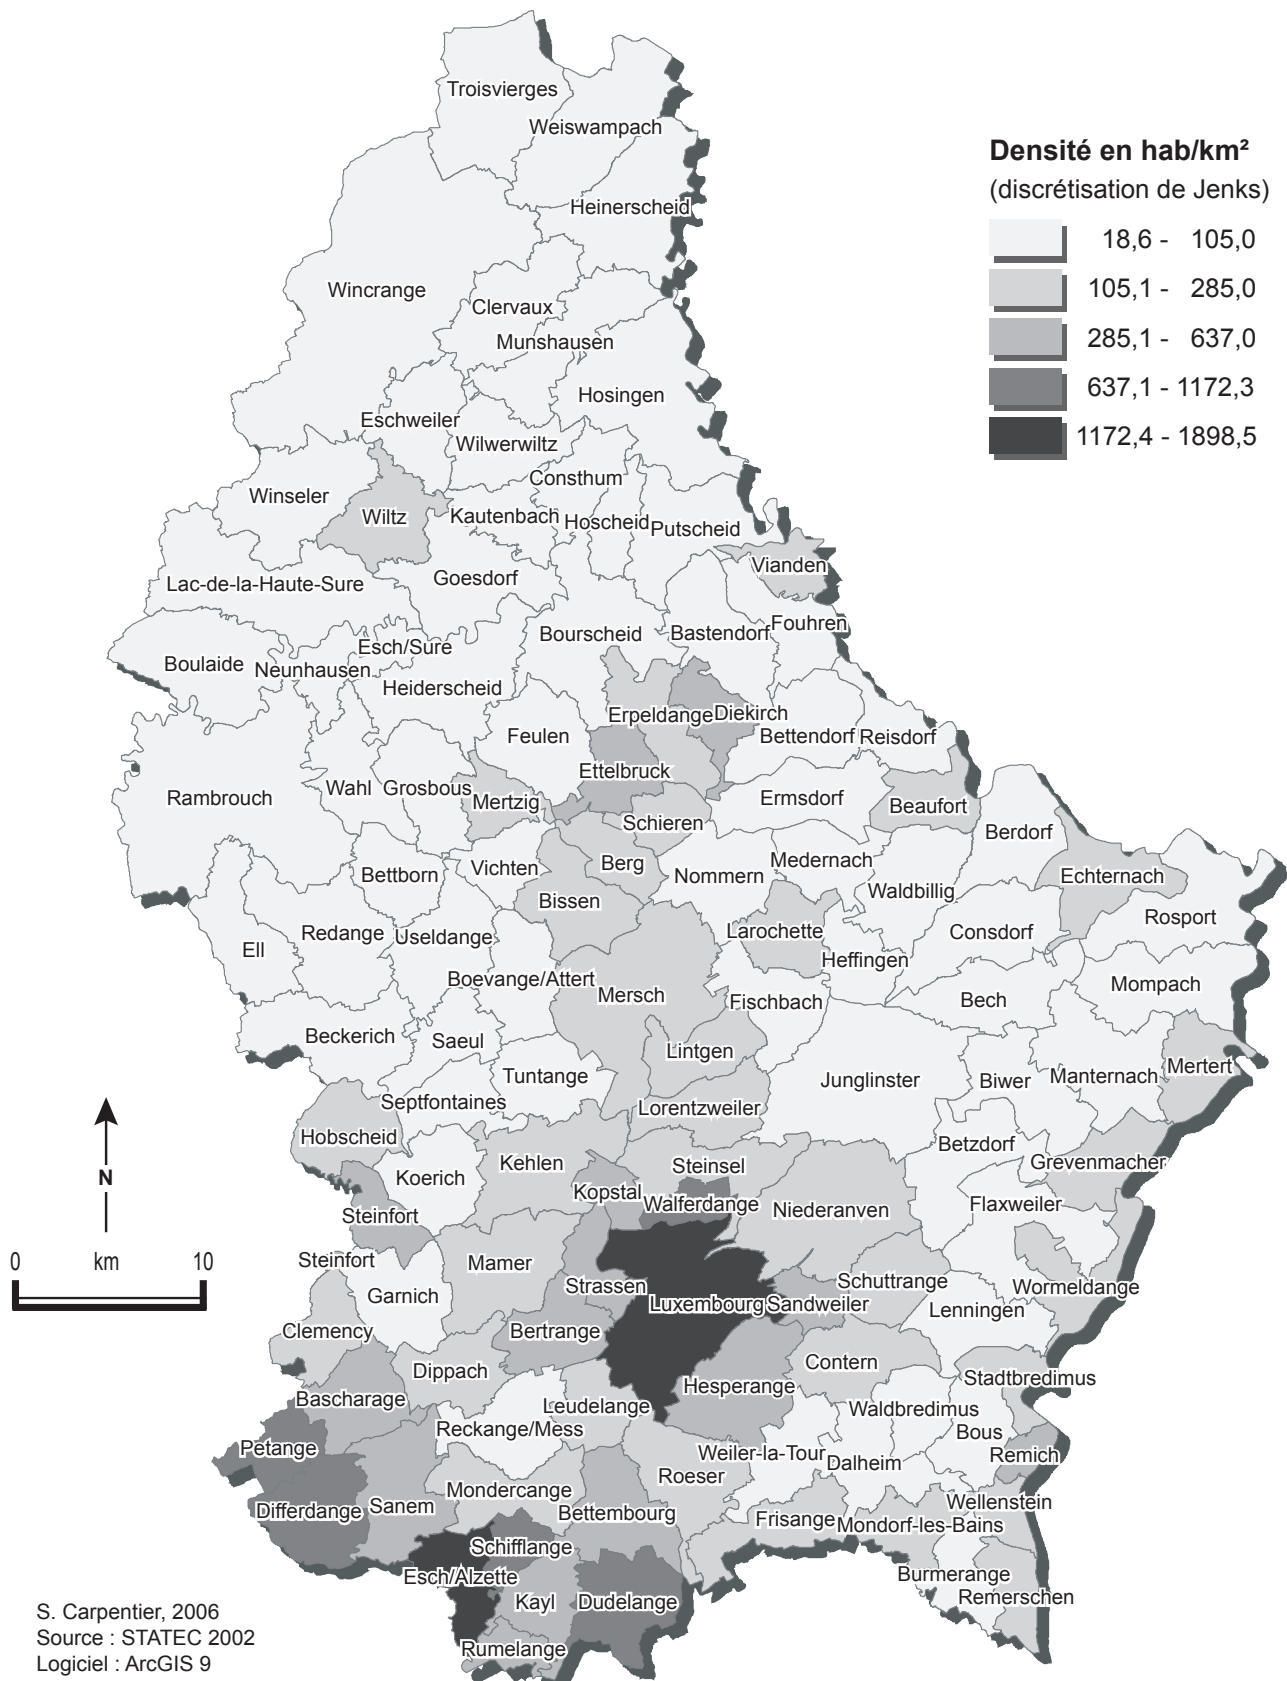 Densité en hab/km²
(discrétisation de Jenks)
18,6 - 105,0
105,1 - 285,0
285,1 - 637,0
637,1 - 1172,3
1172,4 - 1898,5
Troisvierges
Weiswampach
Heinerscheid
Wincrange
Clervaux
Munshausen
Hosingen
Eschweiler
Wilwerwiltz
Consthum
Winseler
Wiltz
Kautenbach
Hoscheid
Putscheid
Vianden
Lac-de-la-Haute-Sure
Goesdorf
Fouhren
Bourscheid
Bastendorf
Esch/Sure
Boulaide
Neunhausen
Heiderscheid
Erpeldange
Diekirch
Feulen
Bettendorf
Reisdorf
Ettelbruck
Rambrouch
Wahl
Grosbous
Mertzig
Ermsdorf
Beaufort
Schieren
Berdorf
Berg
Medernach
Vichten
Bettborn
Nommern
Waldbillig
Echternach
Bissen
Rosport
Larochette
Consdorf
Redange
Useldange
Ell
Heffingen
Boevange/Attert
Mersch
Fischbach
Bech
Mompach
Beckerich
Saeul
Lintgen
Tuntange
Junglinster
Biwer
Manternach
Mertert
Septfontaines
Lorentzweiler
Hobscheid
Betzdorf
Kehlen
Steinsel
Grevenmacher
Koerich
Kopstal
Walferdange
Niederanven
Flaxweiler
Steinfort
Steinfort
Mamer
Strassen
Schuttrange
Wormeldange
Garnich
Luxembourg
Sandweiler
Lenningen
Clemency
Bertrange
Dippach
Contern
Stadtbredimus
Hesperange
Bascharage
Leudelange
Waldbredimus
Reckange/Mess
Bous
Petange
Weiler-la-Tour
Dalheim
Remich
Roeser
Mondercange
Differdange
Sanem
Bettembourg
Wellenstein
Frisange
Mondorf-les-Bains
Schifflange
Esch/Alzette
Burmerange
Kayl
Dudelange
Remerschen
Rumelange
N
0 km 10
S. Carpentier, 2006
Source : STATEC 2002
Logiciel : ArcGIS 9